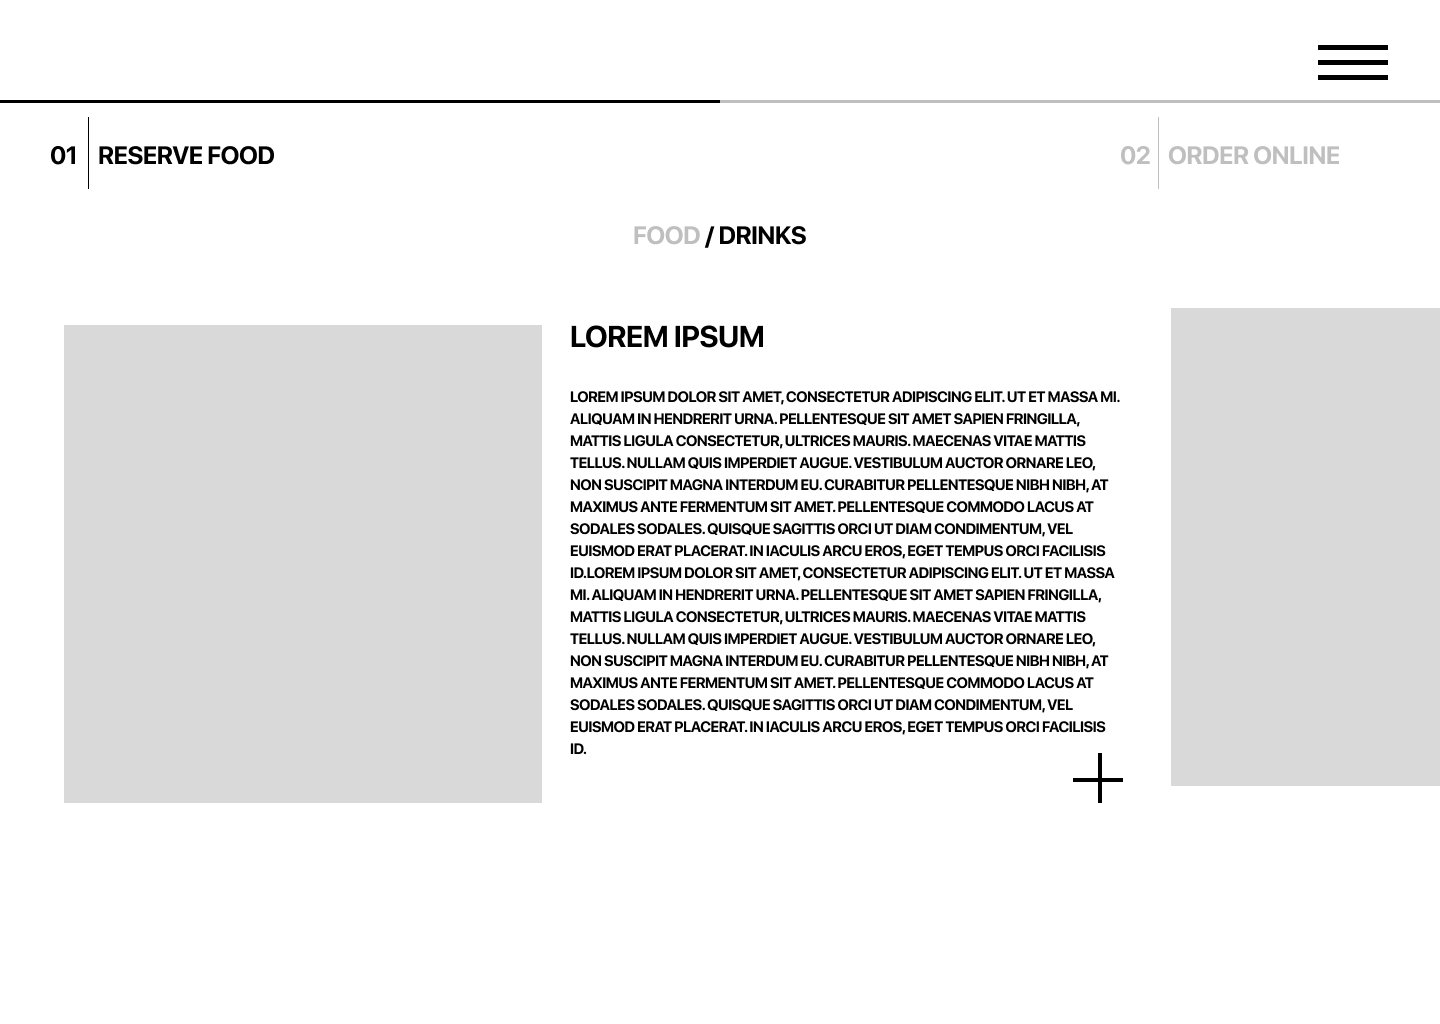 01 RESERVE FOOD
02 ORDER ONLINE
FOOD / DRINKS
LOREM IPSUM
LOREM IPSUM DOLOR SIT AMET, CONSECTETUR ADIPISCING ELIT. UT ET MASSA MI.
ALIQUAM IN HENDRERIT URNA. PELLENTESQUE SIT AMET SAPIEN FRINGILLA,
MATTIS LIGULA CONSECTETUR, ULTRICES MAURIS. MAECENAS VITAE MATTIS
TELLUS. NULLAM QUIS IMPERDIET AUGUE. VESTIBULUM AUCTOR ORNARE LEO,
NON SUSCIPIT MAGNA INTERDUM EU. CURABITUR PELLENTESQUE NIBH NIBH, AT
MAXIMUS ANTE FERMENTUM SIT AMET. PELLENTESQUE COMMODO LACUS AT
SODALES SODALES. QUISQUE SAGITTIS ORCI UT DIAM CONDIMENTUM, VEL
EUISMOD ERAT PLACERAT. IN IACULIS ARCU EROS, EGET TEMPUS ORCI FACILISIS
ID.LOREM IPSUM DOLOR SIT AMET, CONSECTETUR ADIPISCING ELIT. UT ET MASSA
MI. ALIQUAM IN HENDRERIT URNA. PELLENTESQUE SIT AMET SAPIEN FRINGILLA,
MATTIS LIGULA CONSECTETUR, ULTRICES MAURIS. MAECENAS VITAE MATTIS
TELLUS. NULLAM QUIS IMPERDIET AUGUE. VESTIBULUM AUCTOR ORNARE LEO,
NON SUSCIPIT MAGNA INTERDUM EU. CURABITUR PELLENTESQUE NIBH NIBH, AT
MAXIMUS ANTE FERMENTUM SIT AMET. PELLENTESQUE COMMODO LACUS AT
SODALES SODALES. QUISQUE SAGITTIS ORCI UT DIAM CONDIMENTUM, VEL
EUISMOD ERAT PLACERAT. IN IACULIS ARCU EROS, EGET TEMPUS ORCI FACILISIS
ID.